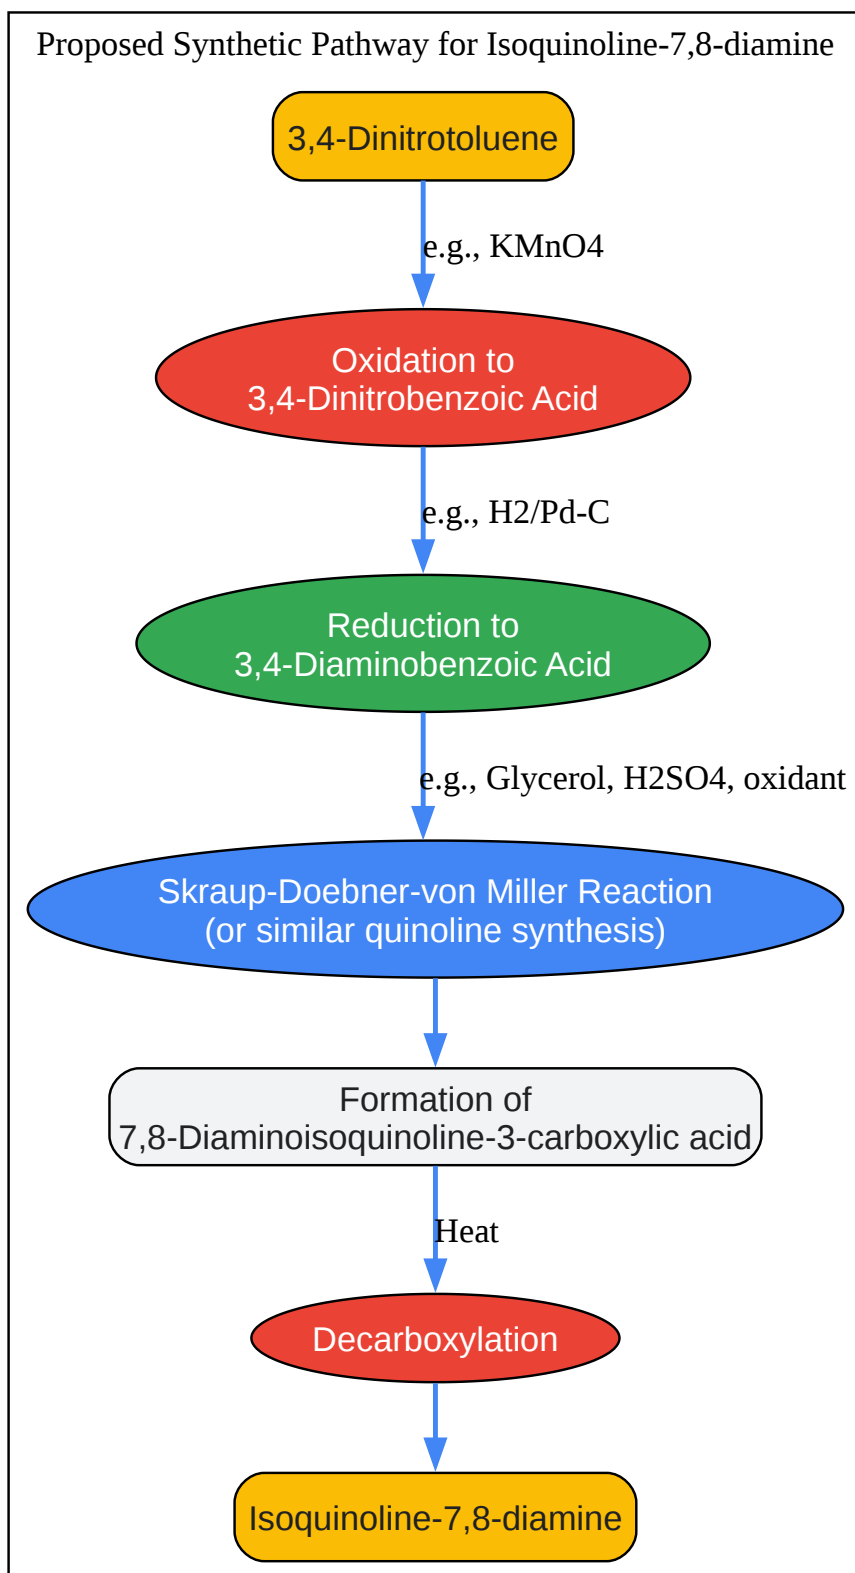 Proposed Synthetic Pathway for Isoquinoline-7,8-diamine
3,4-Dinitrotoluene
e.g., KMnO4
Oxidation to
3,4-Dinitrobenzoic Acid
e.g., H2/Pd-C
Reduction to
3,4-Diaminobenzoic Acid
e.g., Glycerol, H2SO4, oxidant
Skraup-Doebner-von Miller Reaction
(or similar quinoline synthesis)
Formation of
7,8-Diaminoisoquinoline-3-carboxylic acid
Heat
Decarboxylation
Isoquinoline-7,8-diamine